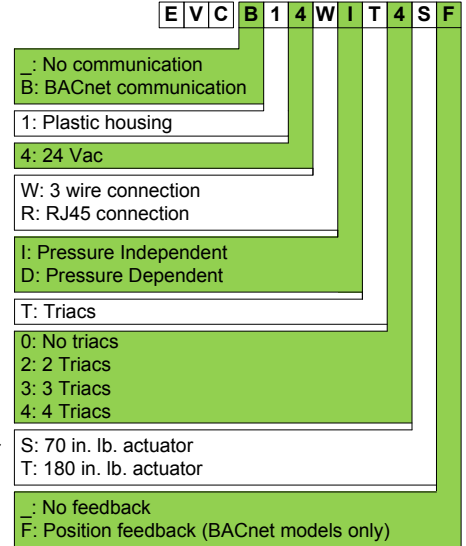 E V C B 1 4 W I T 4 S F
_: No communication
B: BACnet communication
1: Plastic housing
4: 24 Vac
W: 3 wire connection
R: RJ45 connection
I: Pressure Independent
D: Pressure Dependent
T: Triacs
0: No triacs
2: 2 Triacs
3: 3 Triacs
4: 4 Triacs
S: 70 in. lb. actuator
T: 180 in. lb. actuator
_: No feedback
F: Position feedback (BACnet models only)